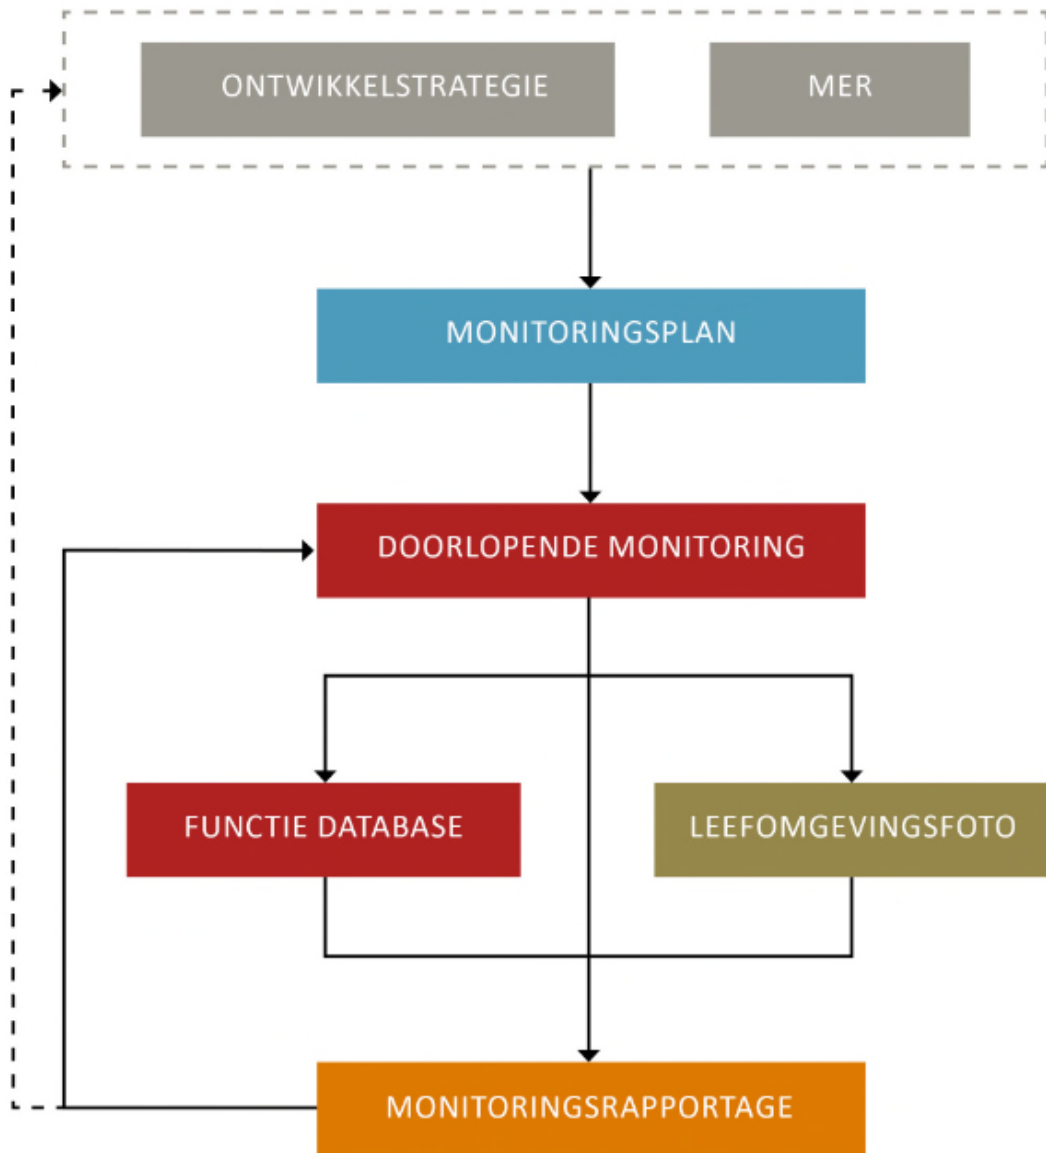 ONTWIKKELSTRATEGIE
MER
MONITORINGSPLAN
DOORLOPENDE MONITORING
FUNCTIE DATABASE
LEEFOMGEVINGSFOTO
MONITORINGSRAPPORTAGE